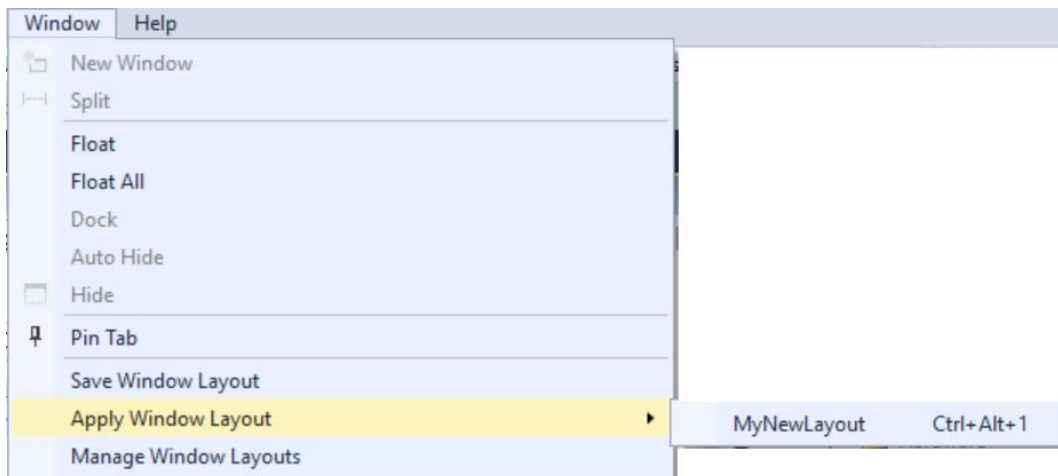 Window Help
New Window
Split
Float
Float All
Dock
Auto Hide
Hide
Pin Tab
Save Window Layout
Apply Window Layout
MyNewLayout Ctrl+Alt+1
Manage Window Layouts